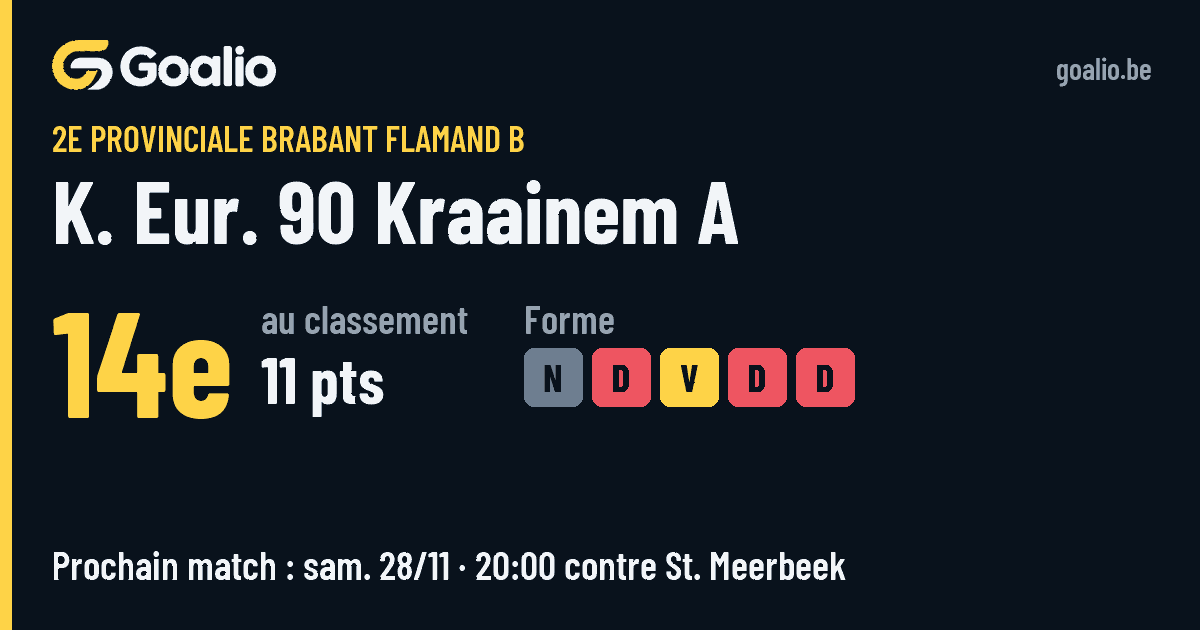 Goalio
goalio.be
2E PROVINCIALE BRABANT FLAMAND B
K. Eur. 90 Kraainem A
14e
au classement
11 pts
Forme
N D V D D
Prochain match : sam. 28/11 · 20:00 contre St. Meerbeek